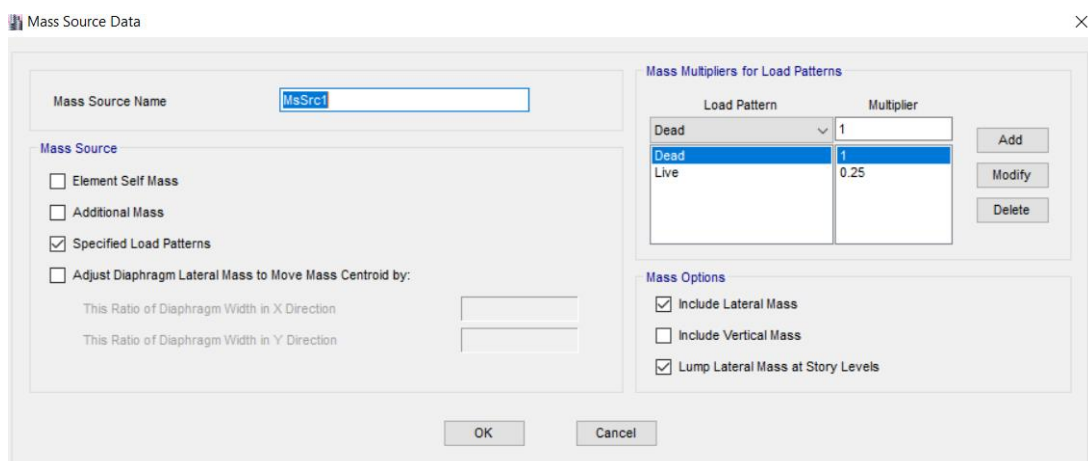 Mass Source Data
Mass Source Name MsSrc1
Mass Source
Element Self Mass
Additional Mass
Specified Load Patterns
Adjust Diaphragm Lateral Mass to Move Mass Centroid by:
This Ratio of Diaphragm Width in X Direction
This Ratio of Diaphragm Width in Y Direction
Mass Multipliers for Load Patterns
Load Pattern Multiplier
Dead 1
Dead 1
Live 0.25
Add
Modify
Delete
Mass Options
Include Lateral Mass
Include Vertical Mass
Lump Lateral Mass at Story Levels
OK Cancel